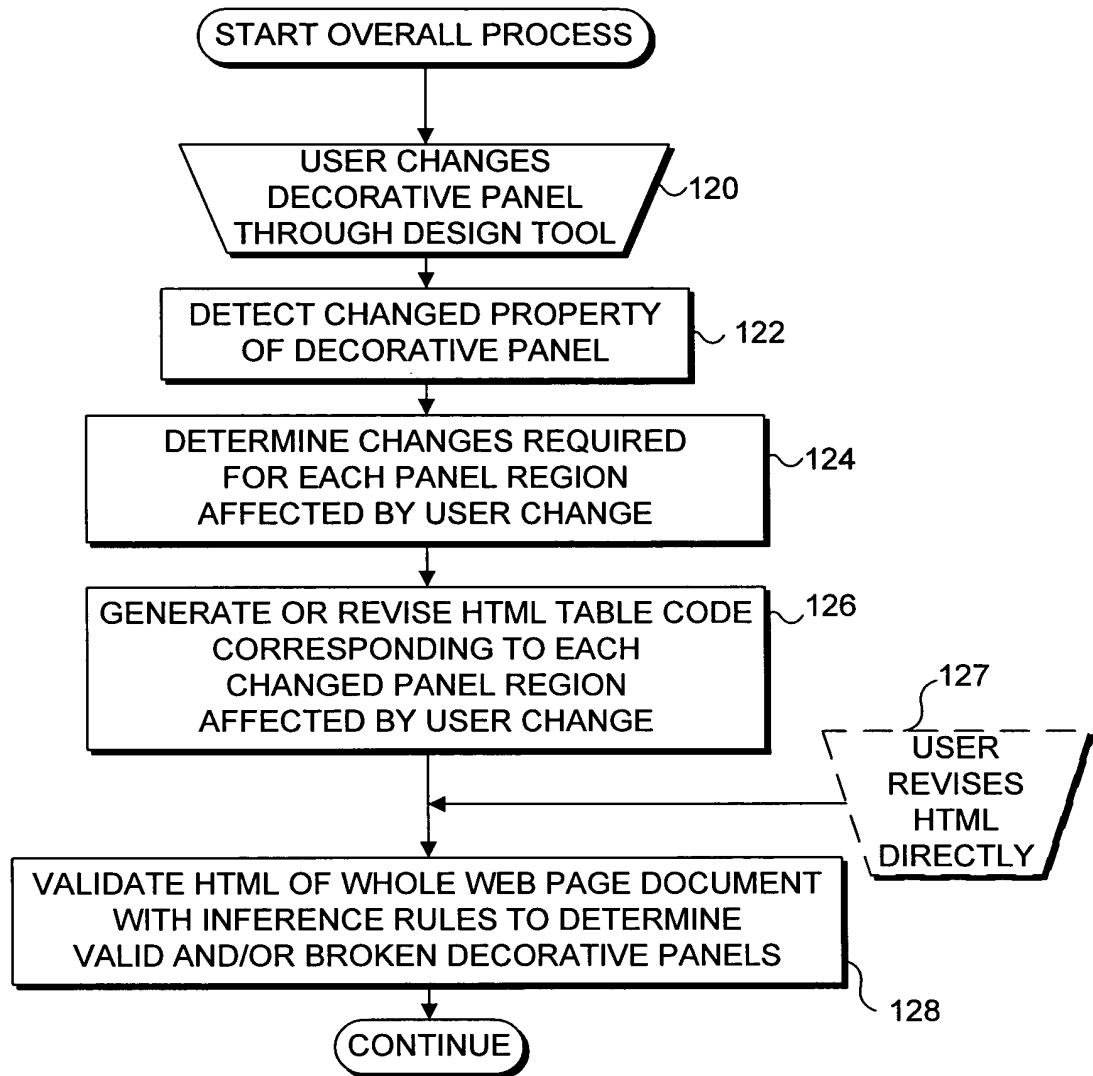 START OVERALL PROCESS
USER CHANGES
DECORATIVE PANEL
THROUGH DESIGN TOOL
120
DETECT CHANGED PROPERTY
OF DECORATIVE PANEL
122
DETERMINE CHANGES REQUIRED
FOR EACH PANEL REGION
AFFECTED BY USER CHANGE
124
GENERATE OR REVISE HTML TABLE CODE
CORRESPONDING TO EACH
CHANGED PANEL REGION
AFFECTED BY USER CHANGE
126
127
USER
REVISES
HTML
DIRECTLY
VALIDATE HTML OF WHOLE WEB PAGE DOCUMENT
WITH INFERENCE RULES TO DETERMINE
VALID AND/OR BROKEN DECORATIVE PANELS
128
CONTINUE